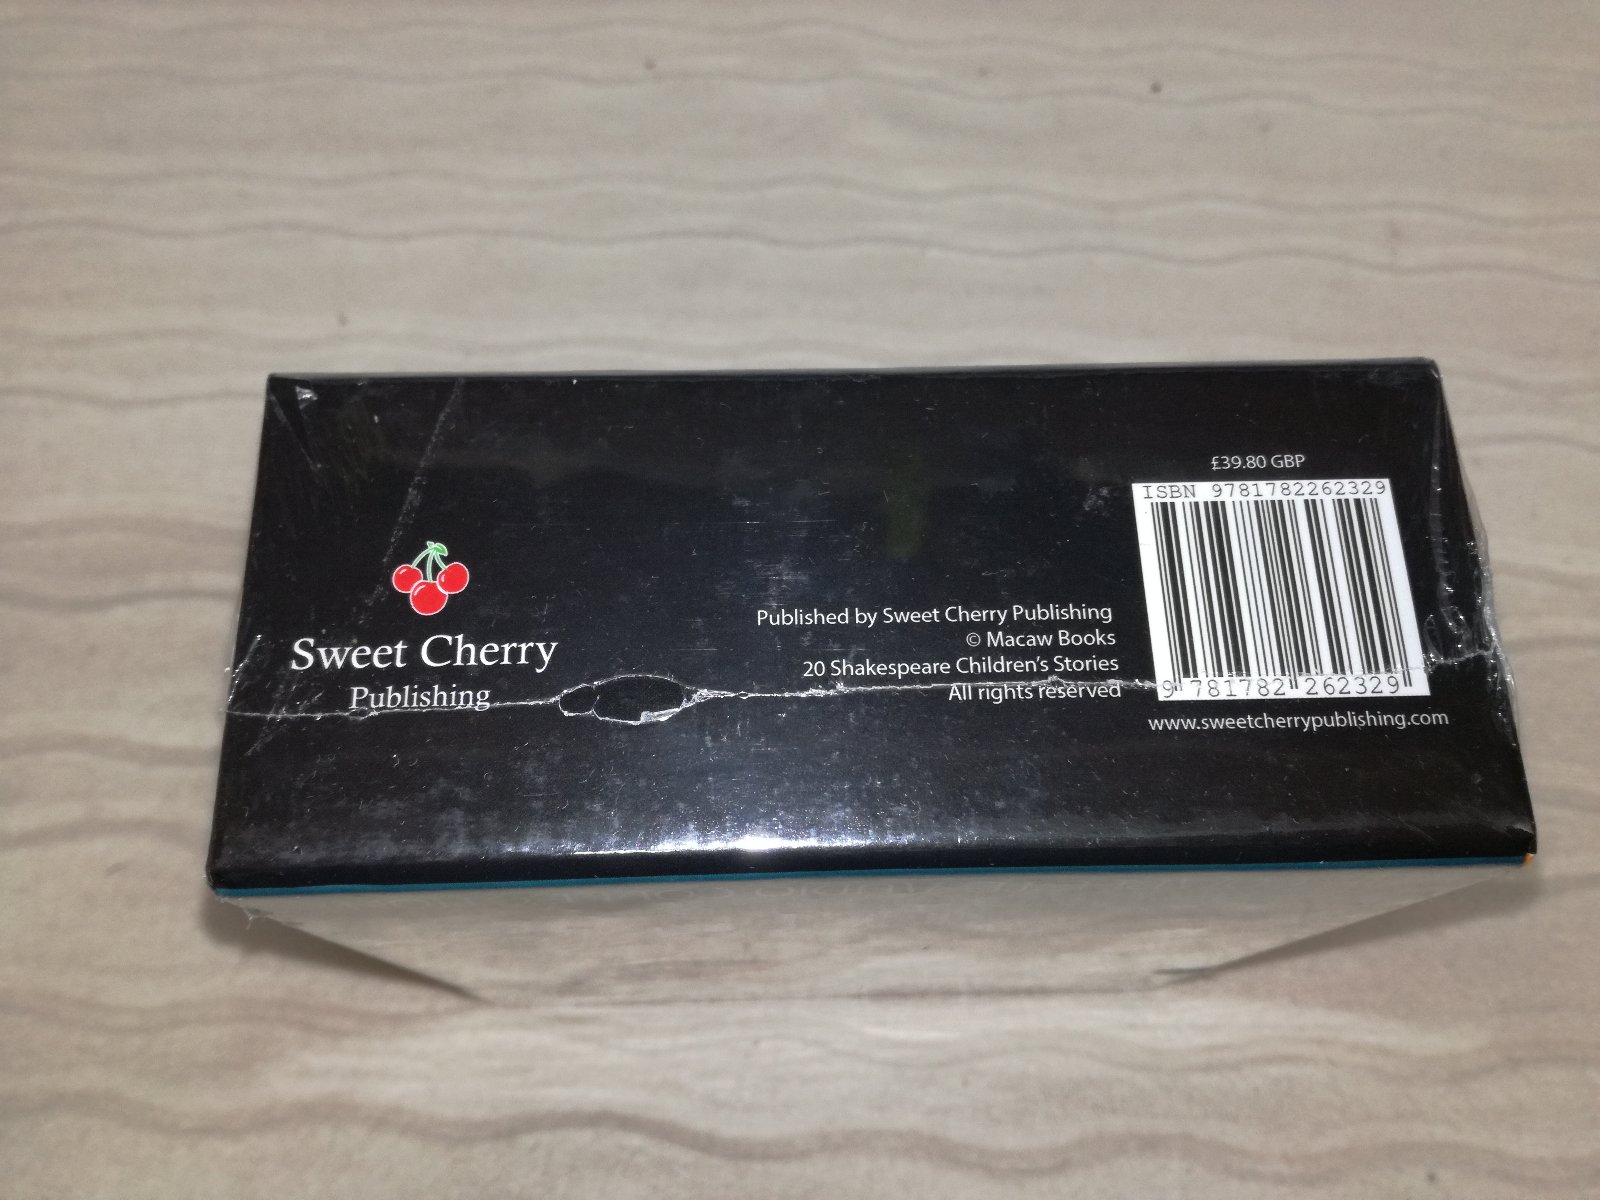 Sweet Cherry
Publishing
Published by Sweet Cherry Publishing
© Macaw Books
20 Shakespeare Children's Stories
All rights reserved
£39.80 GBP
ISBN 9781782262329
9 781782 262329
www.sweetcherrypublishing.com